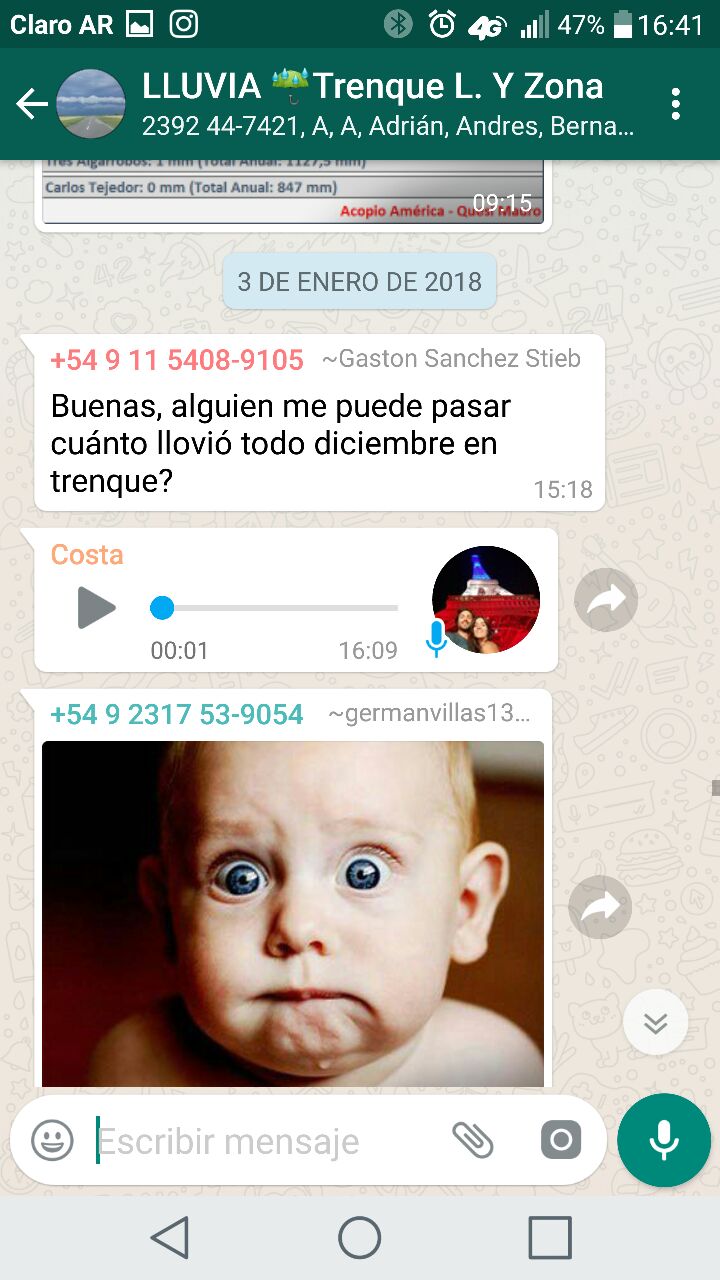 Claro AR 4G 47% 16:41
LLUVIA Trenque L. Y Zona
2392 44-7421, A, A, Adrián, Andres, Berna...
Tres Algarrobos: 1 mm (Total Anual: 1127,5 mm)
Carlos Tejedor: 0 mm (Total Anual: 847 mm)
Acopio América - Quesi Mauro
09:15
3 DE ENERO DE 2018
+54 9 11 5408-9105 ~Gaston Sanchez Stieb
Buenas, alguien me puede pasar
cuánto llovió todo diciembre en
trenque?
15:18
Costa
00:01 16:09
+54 9 2317 53-9054 ~germanvillas13...
Escribir mensaje